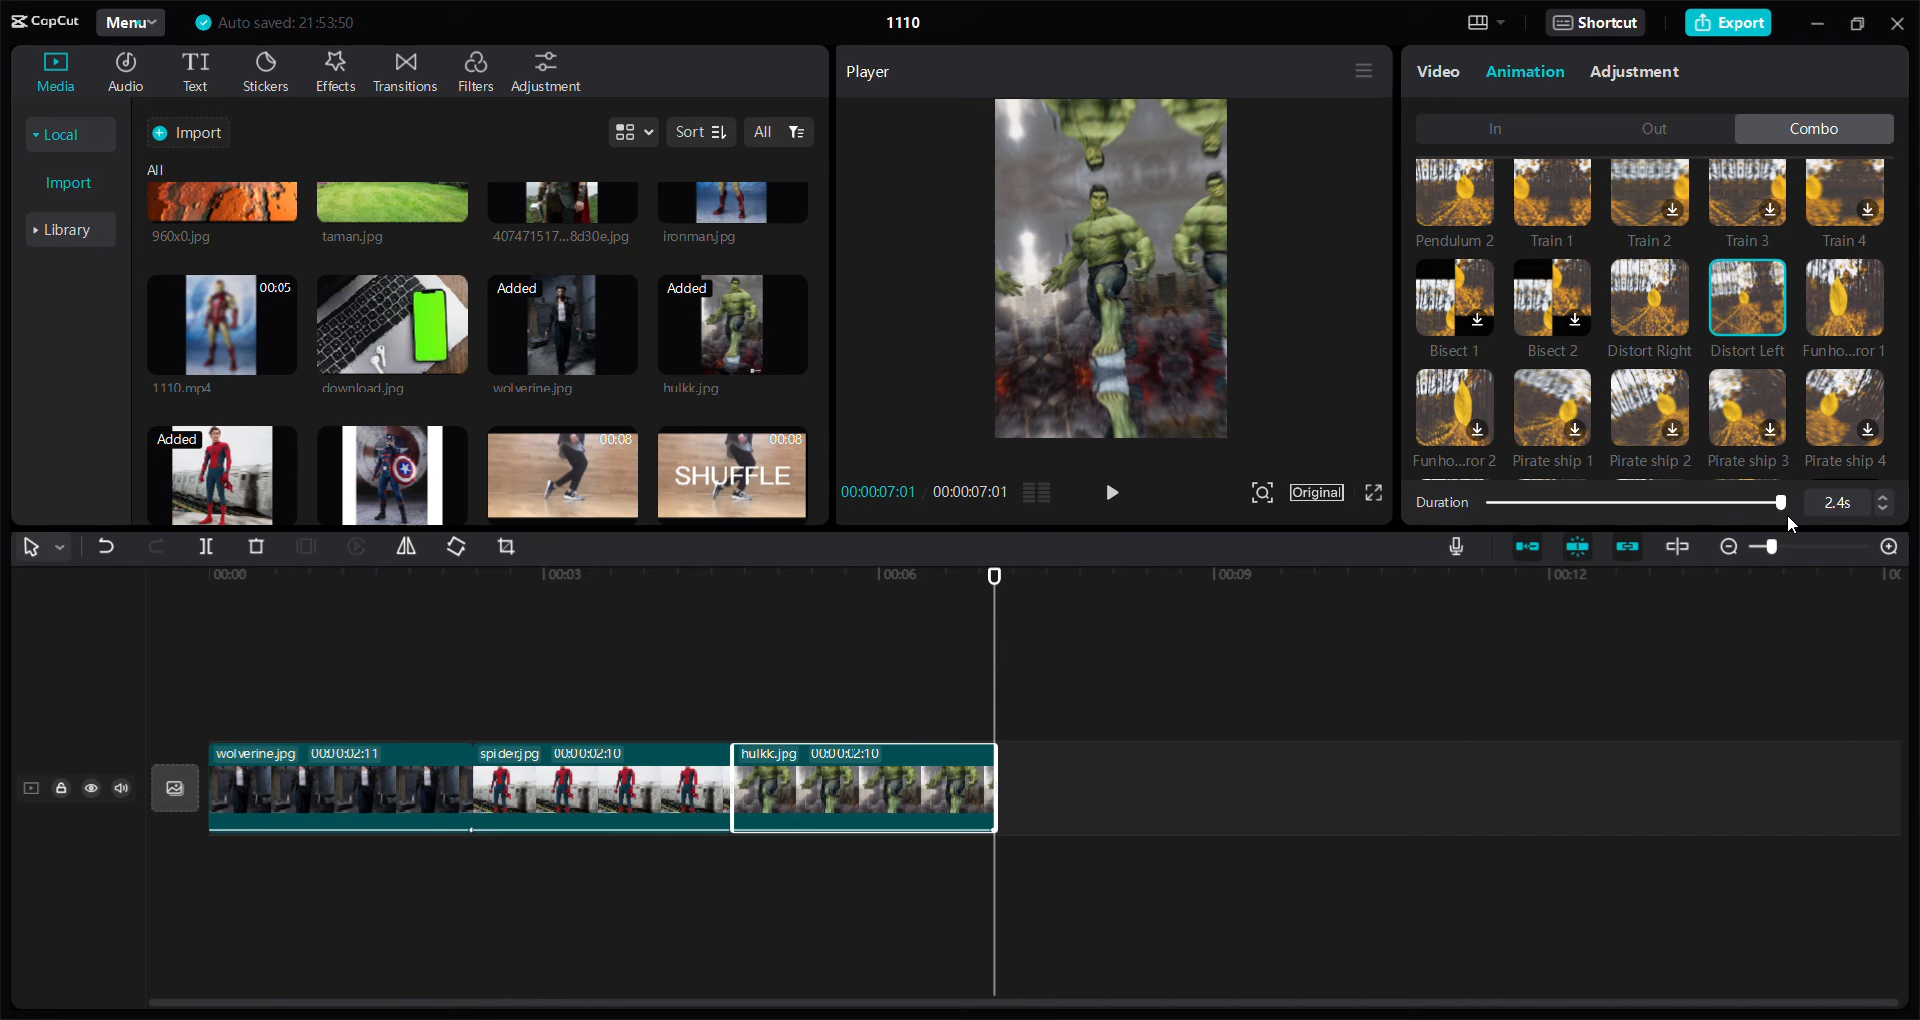 CapCut
Menu
Auto saved: 21:53:50
1110
Shortcut
Export
Media
Audio
Text
Stickers
Effects
Transitions
Filters
Adjustment
Local
Import
Library
Import
Sort
All
All
960x0.jpg
taman.jpg
407471517...8d30e.jpg
ironman.jpg
00:05
Added
Added
1110.mp4
download.jpg
wolverine.jpg
hulkk.jpg
Added
00:08
00:08
SHUFFLE
Player
00:00:07:01 / 00:00:07:01
Original
Video
Animation
Adjustment
In
Out
Combo
Pendulum 2
Train 1
Train 2
Train 3
Train 4
Bisect 1
Bisect 2
Distort Right
Distort Left
Funho...ror 1
Funho...ror 2
Pirate ship 1
Pirate ship 2
Pirate ship 3
Pirate ship 4
Duration
2.4s
00:00
00:03
00:06
00:09
00:12
wolverine.jpg 00:00:02:11
spider.jpg 00:00:02:10
hulkk.jpg 00:00:02:10